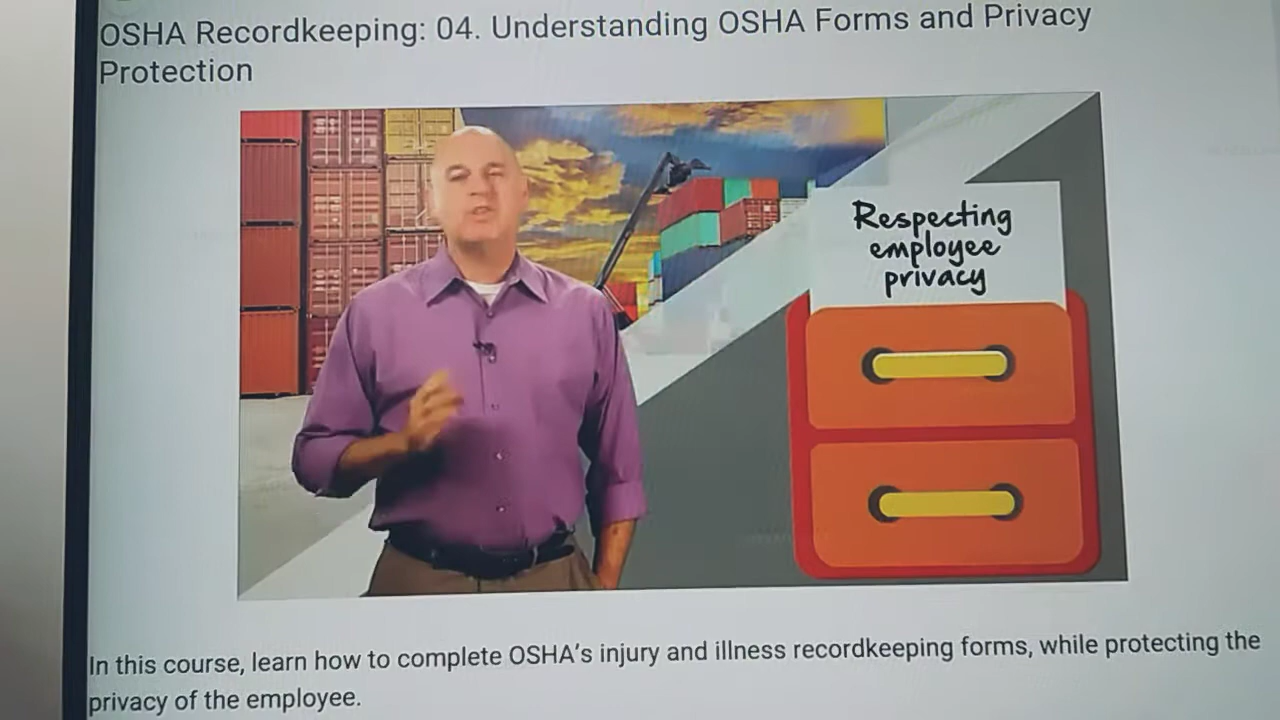 OSHA Recordkeeping: 04. Understanding OSHA Forms and Privacy
Protection
Respecting
employee
privacy
In this course, learn how to complete OSHA's injury and illness recordkeeping forms, while protecting the
privacy of the employee.